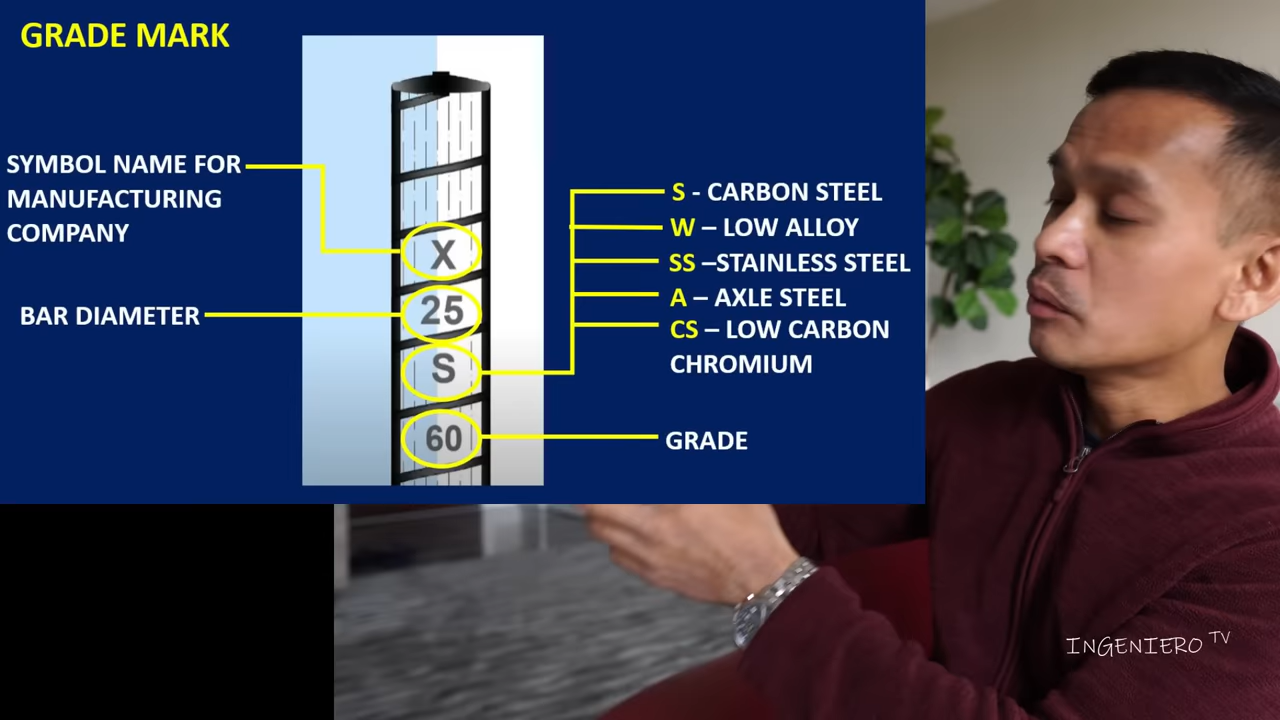 GRADE MARK
SYMBOL NAME FOR
MANUFACTURING
COMPANY
BAR DIAMETER
X
25
S
60
S - CARBON STEEL
W – LOW ALLOY
SS –STAINLESS STEEL
A – AXLE STEEL
CS – LOW CARBON
CHROMIUM
GRADE
INGENIERO TV